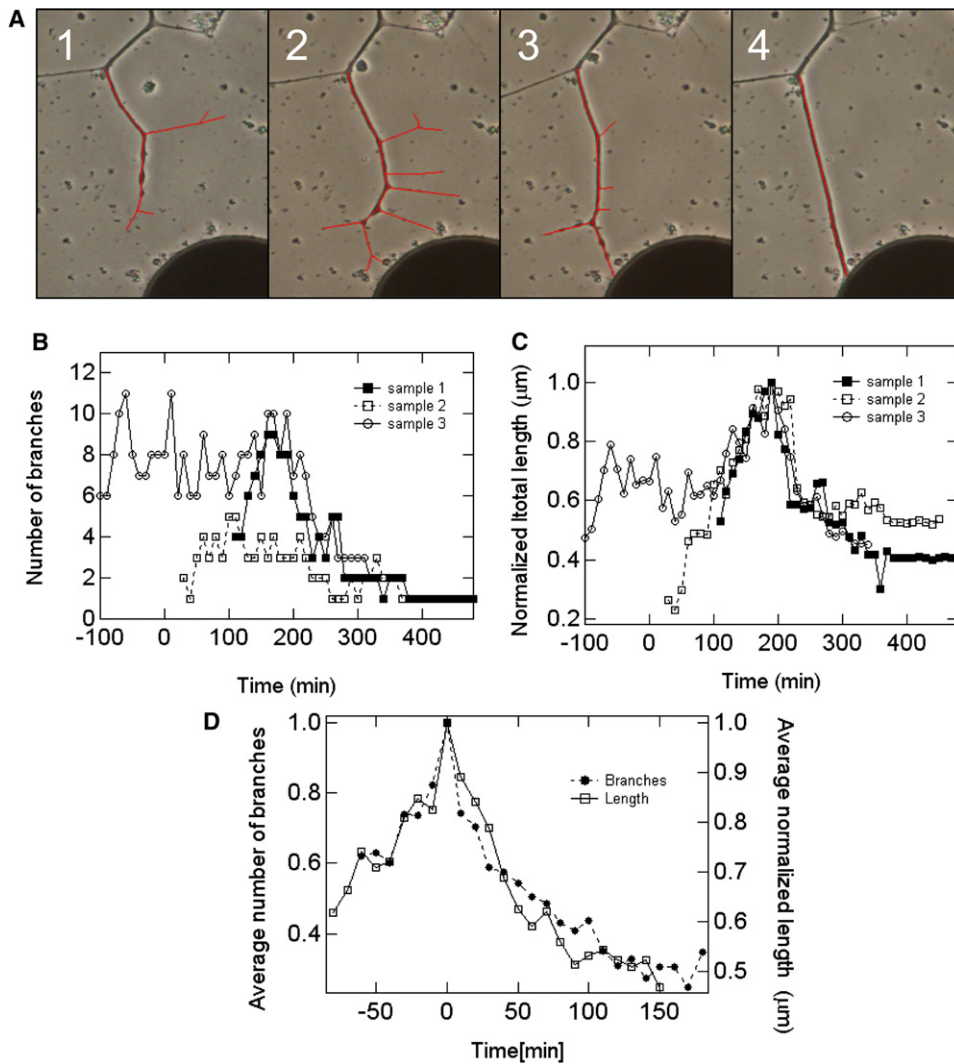 A
1 2 3 4
B
Number of branches
12
10
8
6
4
2
0
-100 0 100 200 300 400
Time (min)
sample 1
sample 2
sample 3
C
Normalized ltotal length (μm)
1.0
0.8
0.6
0.4
0.2
-100 0 100 200 300 400
Time (min)
sample 1
sample 2
sample 3
D
Average number of branches
1.0
0.8
0.6
0.4
-50 0 50 100 150
Time[min]
Branches
Length
1.0
0.9
0.8
0.7
0.6
0.5
Average normalized length (μm)